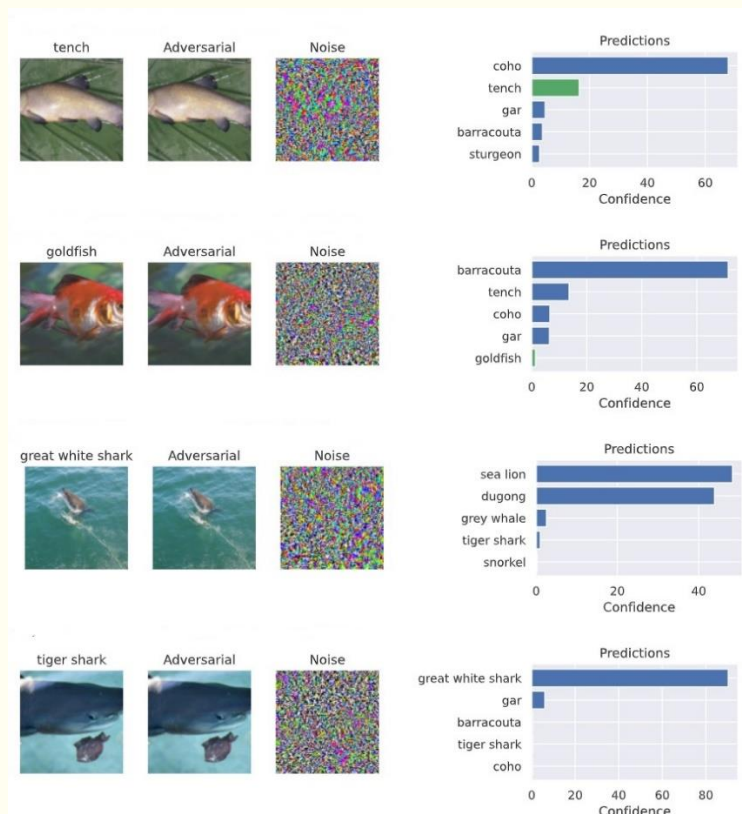 tench Adversarial Noise Predictions
coho
tench
gar
barracouta
sturgeon
0 20 40 60
Confidence
goldfish Adversarial Noise Predictions
barracouta
tench
coho
gar
goldfish
0 20 40 60
Confidence
great white shark Adversarial Noise Predictions
sea lion
dugong
grey whale
tiger shark
snorkel
0 20 40
Confidence
tiger shark Adversarial Noise Predictions
great white shark
gar
barracouta
tiger shark
coho
0 20 40 60 80
Confidence